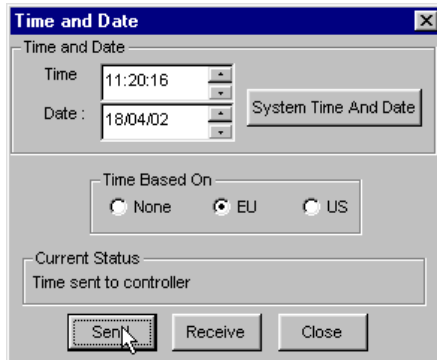 Time and Date
Time and Date
Time 11:20:16
Date : 18/04/02
System Time And Date
Time Based On
None EU US
Current Status
Time sent to controller
Send Receive Close